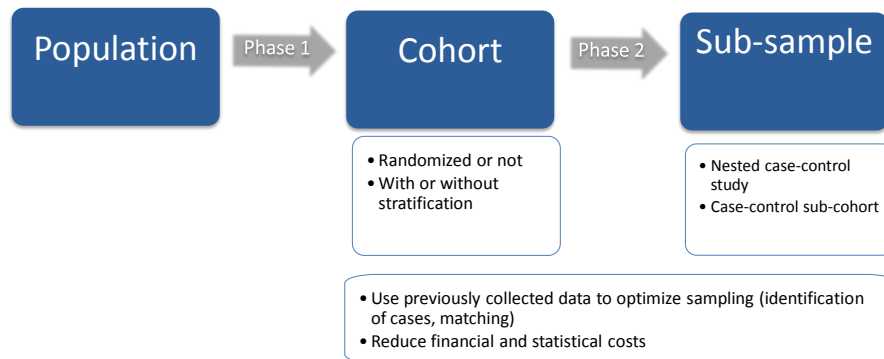 Population
Phase 1
Cohort
Phase 2
Sub-sample
• Randomized or not
• With or without
stratification
• Nested case-control
study
• Case-control sub-cohort
• Use previously collected data to optimize sampling (identification
of cases, matching)
• Reduce financial and statistical costs